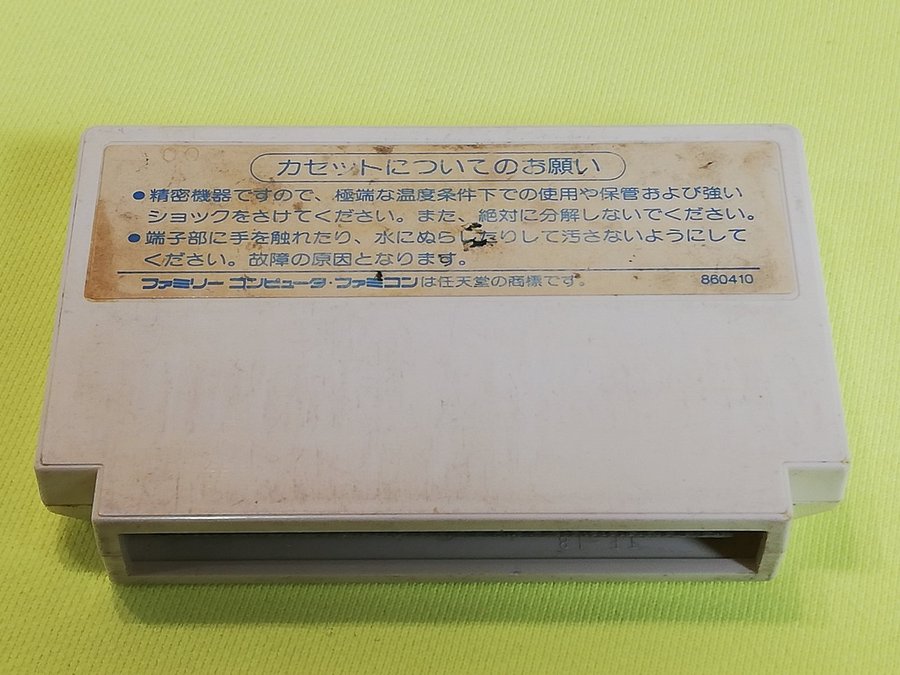 カセットについてのお願い
●精密機器ですので、極端な温度条件下での使用や保管および強い
ショックをさけてください。また、絶対に分解しないでください。
●端子部に手を触れたり、水にぬらしたりして汚さないようにして
ください。故障の原因となります。
ファミリー コンピュータ・ファミコンは任天堂の商標です。 860410